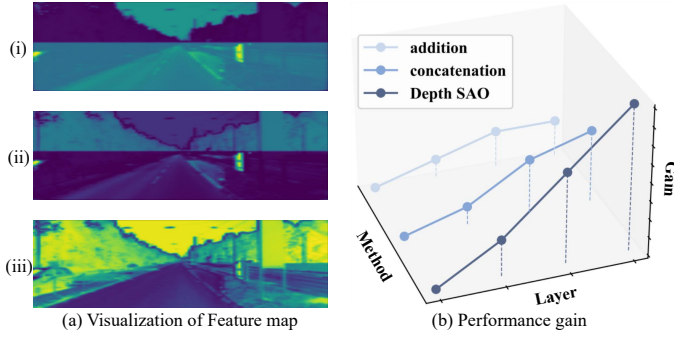 (i)
(ii)
(iii)
(a) Visualization of Feature map
addition
concatenation
Depth SAO
Method
Layer
Gain
(b) Performance gain